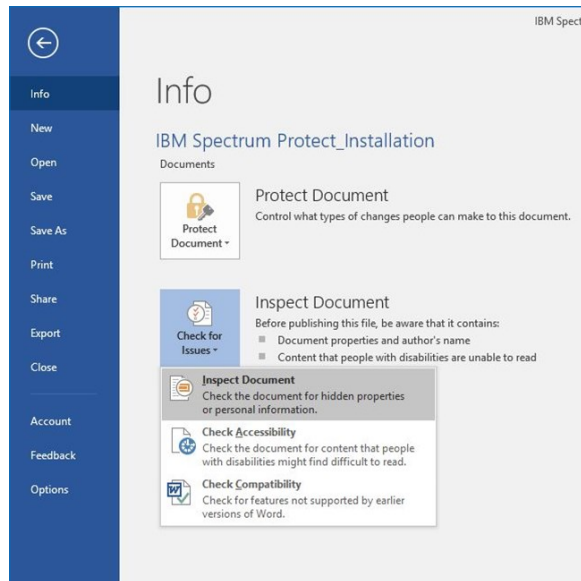 IBM Spect
Info
Info
New
IBM Spectrum Protect_Installation
Open
Documents
Save
Protect Document
Control what types of changes people can make to this document.
Save As
Protect
Document
Print
Share
Inspect Document
Before publishing this file, be aware that it contains:
Export
Check for
Issues
Document properties and author's name
Content that people with disabilities are unable to read
Close
Inspect Document
Check the document for hidden properties
or personal information.
Account
Check Accessibility
Check the document for content that people
with disabilities might find difficult to read.
Feedback
Options
Check Compatibility
Check for features not supported by earlier
versions of Word.